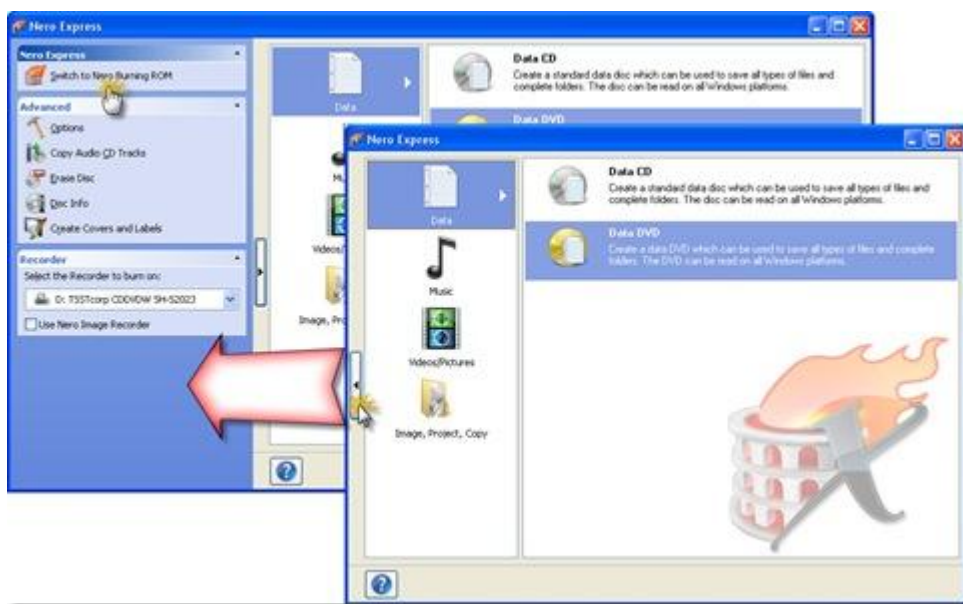 Nero Express
Nero Express
Switch to Nero Burning ROM
Advanced
Options
Copy Audio CD Tracks
Erase Disc
Disc Info
Create Covers and Labels
Recorder
Select the Recorder to burn on:
D: TSSTcorp CDDVDW SH-S202J
Use Nero Image Recorder
Data
Mu
Videos/
Image, Pro
Data CD
Create a standard data disc which can be used to save all types of files and
complete folders. The disc can be read on all Windows platforms.
Data DVD
Nero Express
Data
Music
Videos/Pictures
Image, Project, Copy
Data CD
Create a standard data disc which can be used to save all types of files and
complete folders. The disc can be read on all Windows platforms.
Data DVD
Create a data DVD which can be used to save all types of files and complete
folders. The DVD can be read on all Windows platforms.